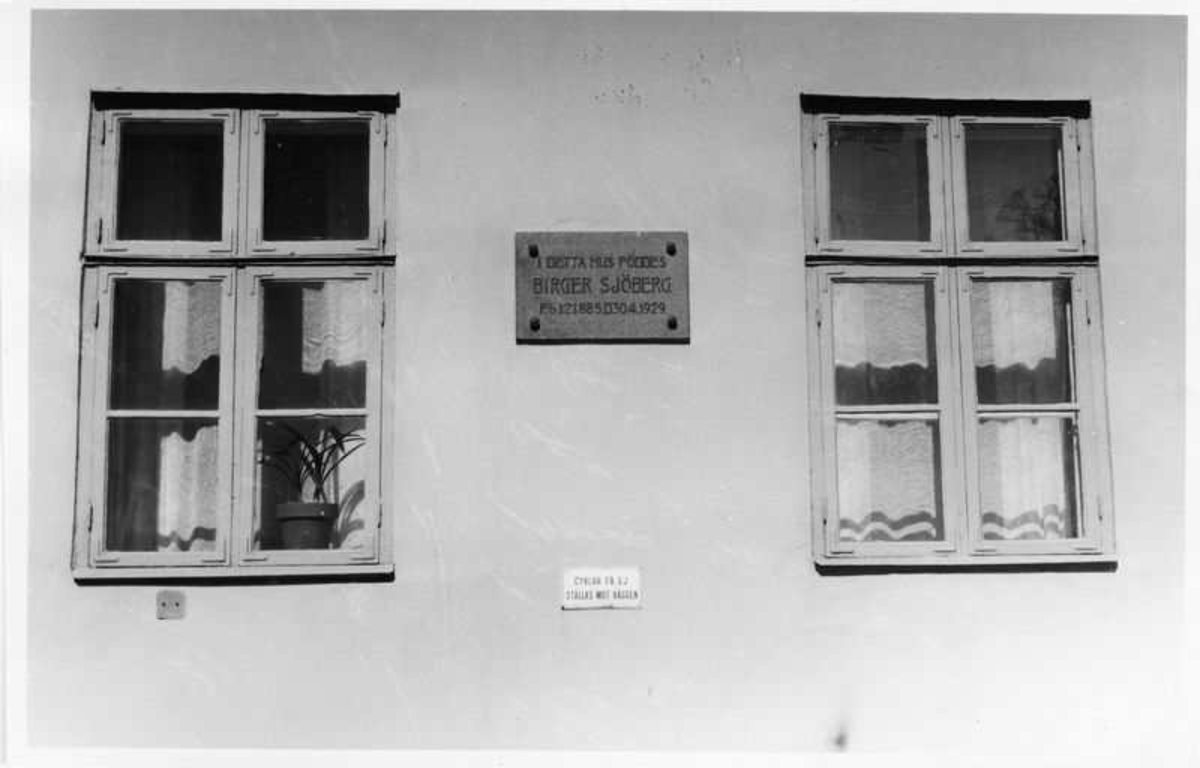 I DETTA HUS FÖDDES
BIRGER SJÖBERG
F.6.12.1885.D.30.4.1929
CYKLAR FÅ EJ
STÄLLAS MOT VÄGGEN